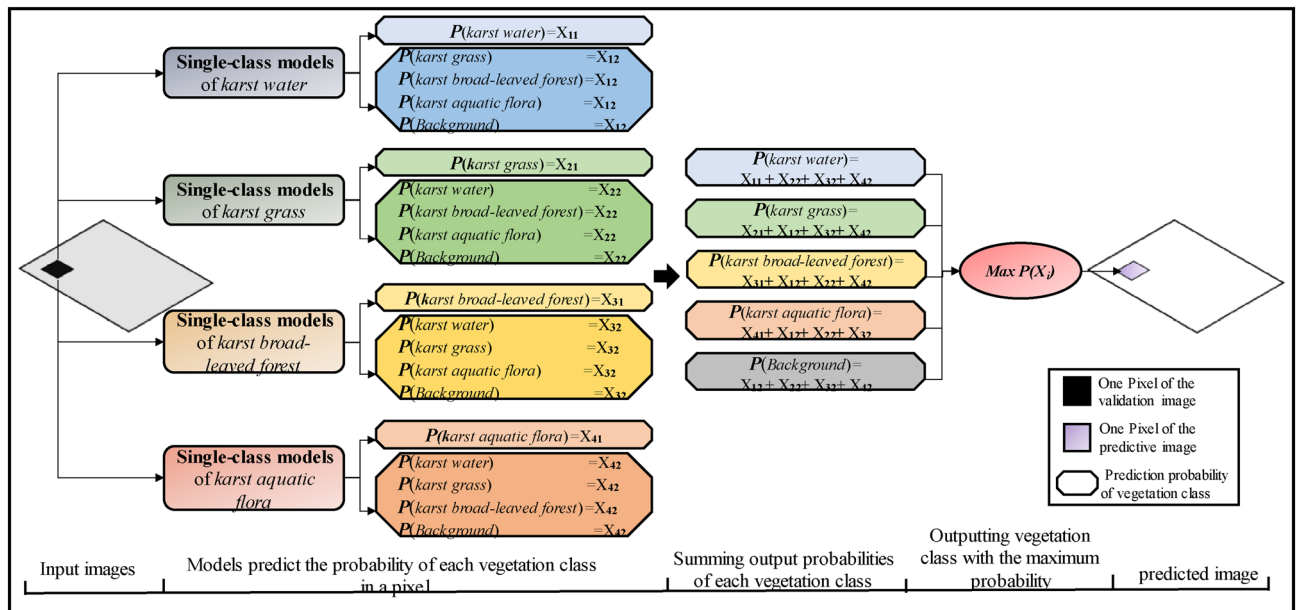 Single-class models
of karst water
P(karst water)=X11
P(karst grass) =X12
P(karst broad-leaved forest)=X12
P(karst aquatic flora) =X12
P(Background) =X12
Single-class models
of karst grass
P(karst grass)=X21
P(karst water) =X22
P(karst broad-leaved forest)=X22
P(karst aquatic flora) =X22
P(Background) =X22
Single-class models
of karst broad-
leaved forest
P(karst broad-leaved forest)=X31
P(karst water) =X32
P(karst grass) =X32
P(karst aquatic flora) =X32
P(Background) =X32
Single-class models
of karst aquatic
flora
P(karst aquatic flora)=X41
P(karst water) =X42
P(karst grass) =X42
P(karst broad-leaved forest)=X42
P(Background) =X42
P(karst water)=
X11+ X22+ X32+ X42
P(karst grass)=
X21+ X12+ X32+ X42
P(karst broad-leaved forest)=
X31+ X12+ X22+ X42
P(karst aquatic flora)=
X41+ X12+ X22+ X32
P(Background)=
X12+ X22+ X32+ X42
Max P(Xi)
One Pixel of the
validation image
One Pixel of the
predictive image
Prediction probability
of vegetation class
Input images
Models predict the probability of each vegetation class
in a pixel
Summing output probabilities
of each vegetation class
Outputting vegetation
class with the maximum
probability
predicted image